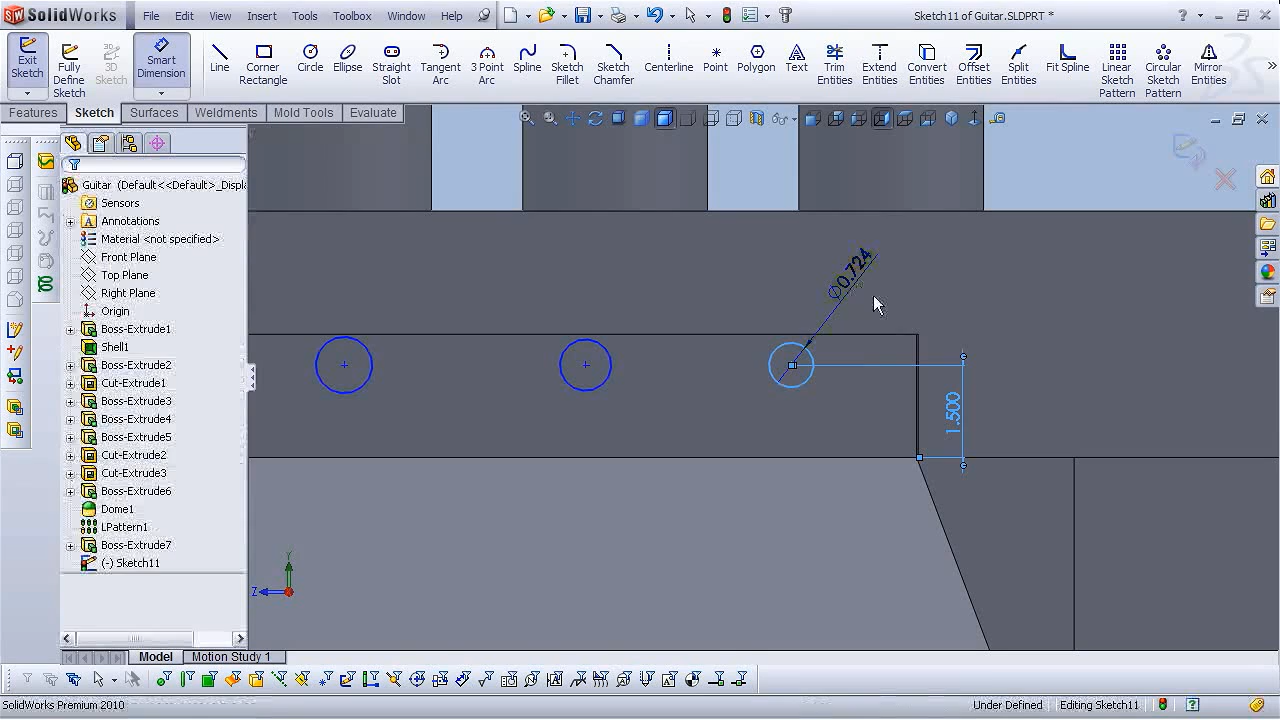 SolidWorks File Edit View Insert Tools Toolbox Window Help Sketch11 of Guitar.SLDPRT *
Exit Sketch
Fully Define Sketch
3D Sketch
Smart Dimension
Line
Corner Rectangle
Circle
Ellipse
Straight Slot
Tangent Arc
3 Point Arc
Spline
Sketch Fillet
Sketch Chamfer
Centerline
Point
Polygon
Text
Trim Entities
Extend Entities
Convert Entities
Offset Entities
Split Entities
Fit Spline
Linear Sketch Pattern
Circular Sketch Pattern
Mirror Entities
Features Sketch Surfaces Weldments Mold Tools Evaluate
Guitar (Default<<Default>_Displ
Sensors
Annotations
Material <not specified>
Front Plane
Top Plane
Right Plane
Origin
Boss-Extrude1
Shell1
Boss-Extrude2
Cut-Extrude1
Boss-Extrude3
Boss-Extrude4
Boss-Extrude5
Cut-Extrude2
Cut-Extrude3
Boss-Extrude6
Dome1
LPattern1
Boss-Extrude7
(-) Sketch11
∅0.724
1.500
Y
Z
Model Motion Study 1
SolidWorks Premium 2010 Under Defined Editing Sketch11